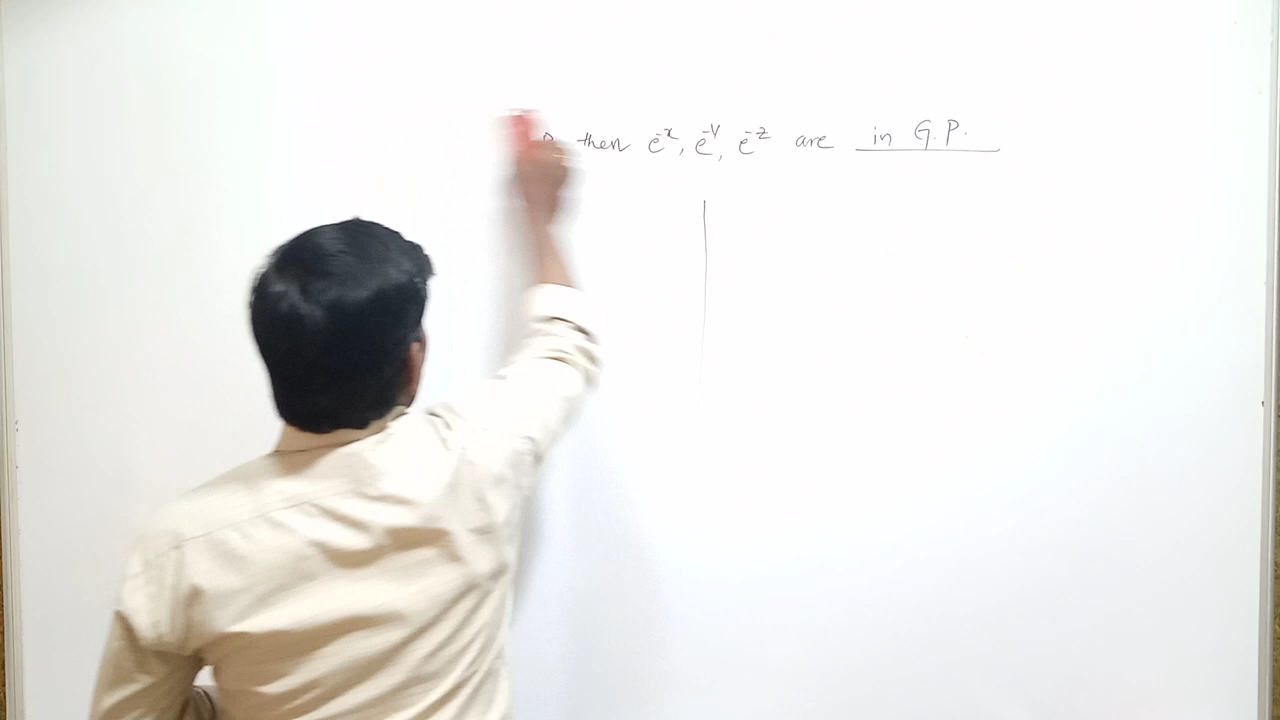 then e^-x, e^-y, e^-z are in G.P.